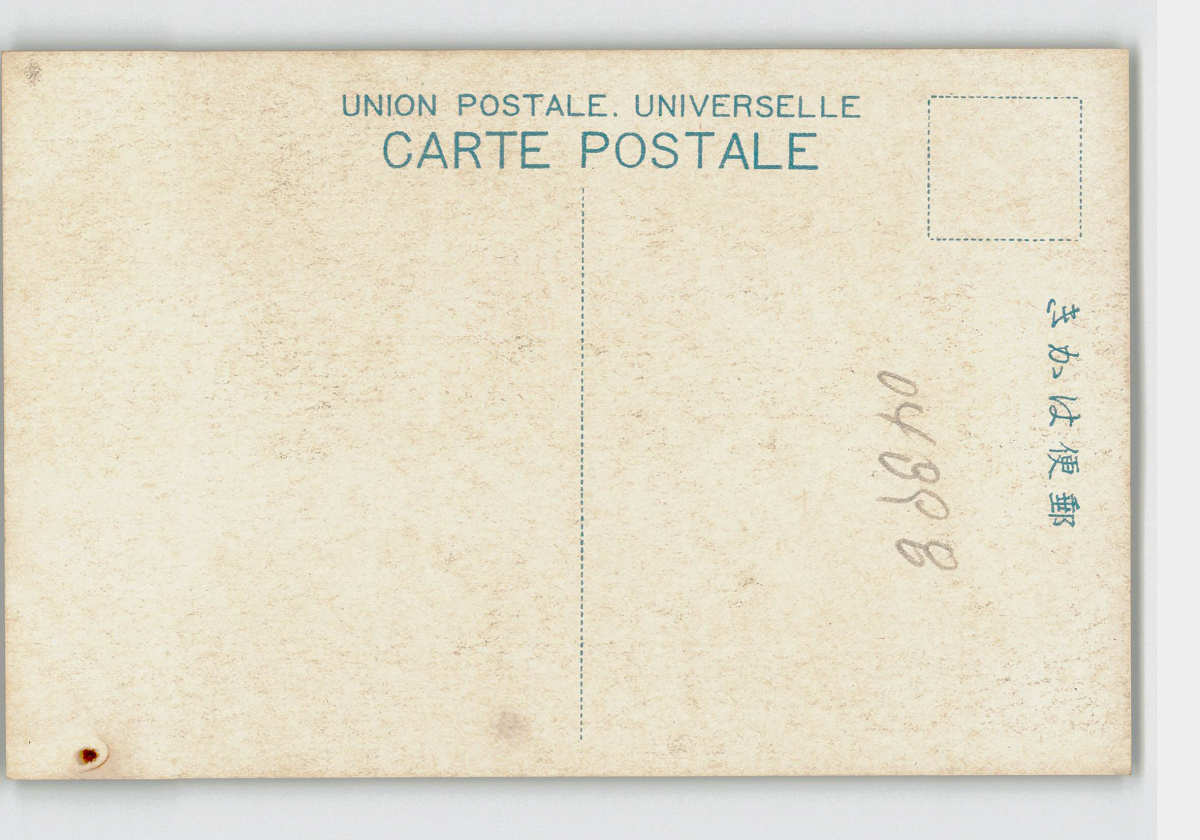 UNION POSTALE. UNIVERSELLE
CARTE POSTALE
郵便はかき
04898